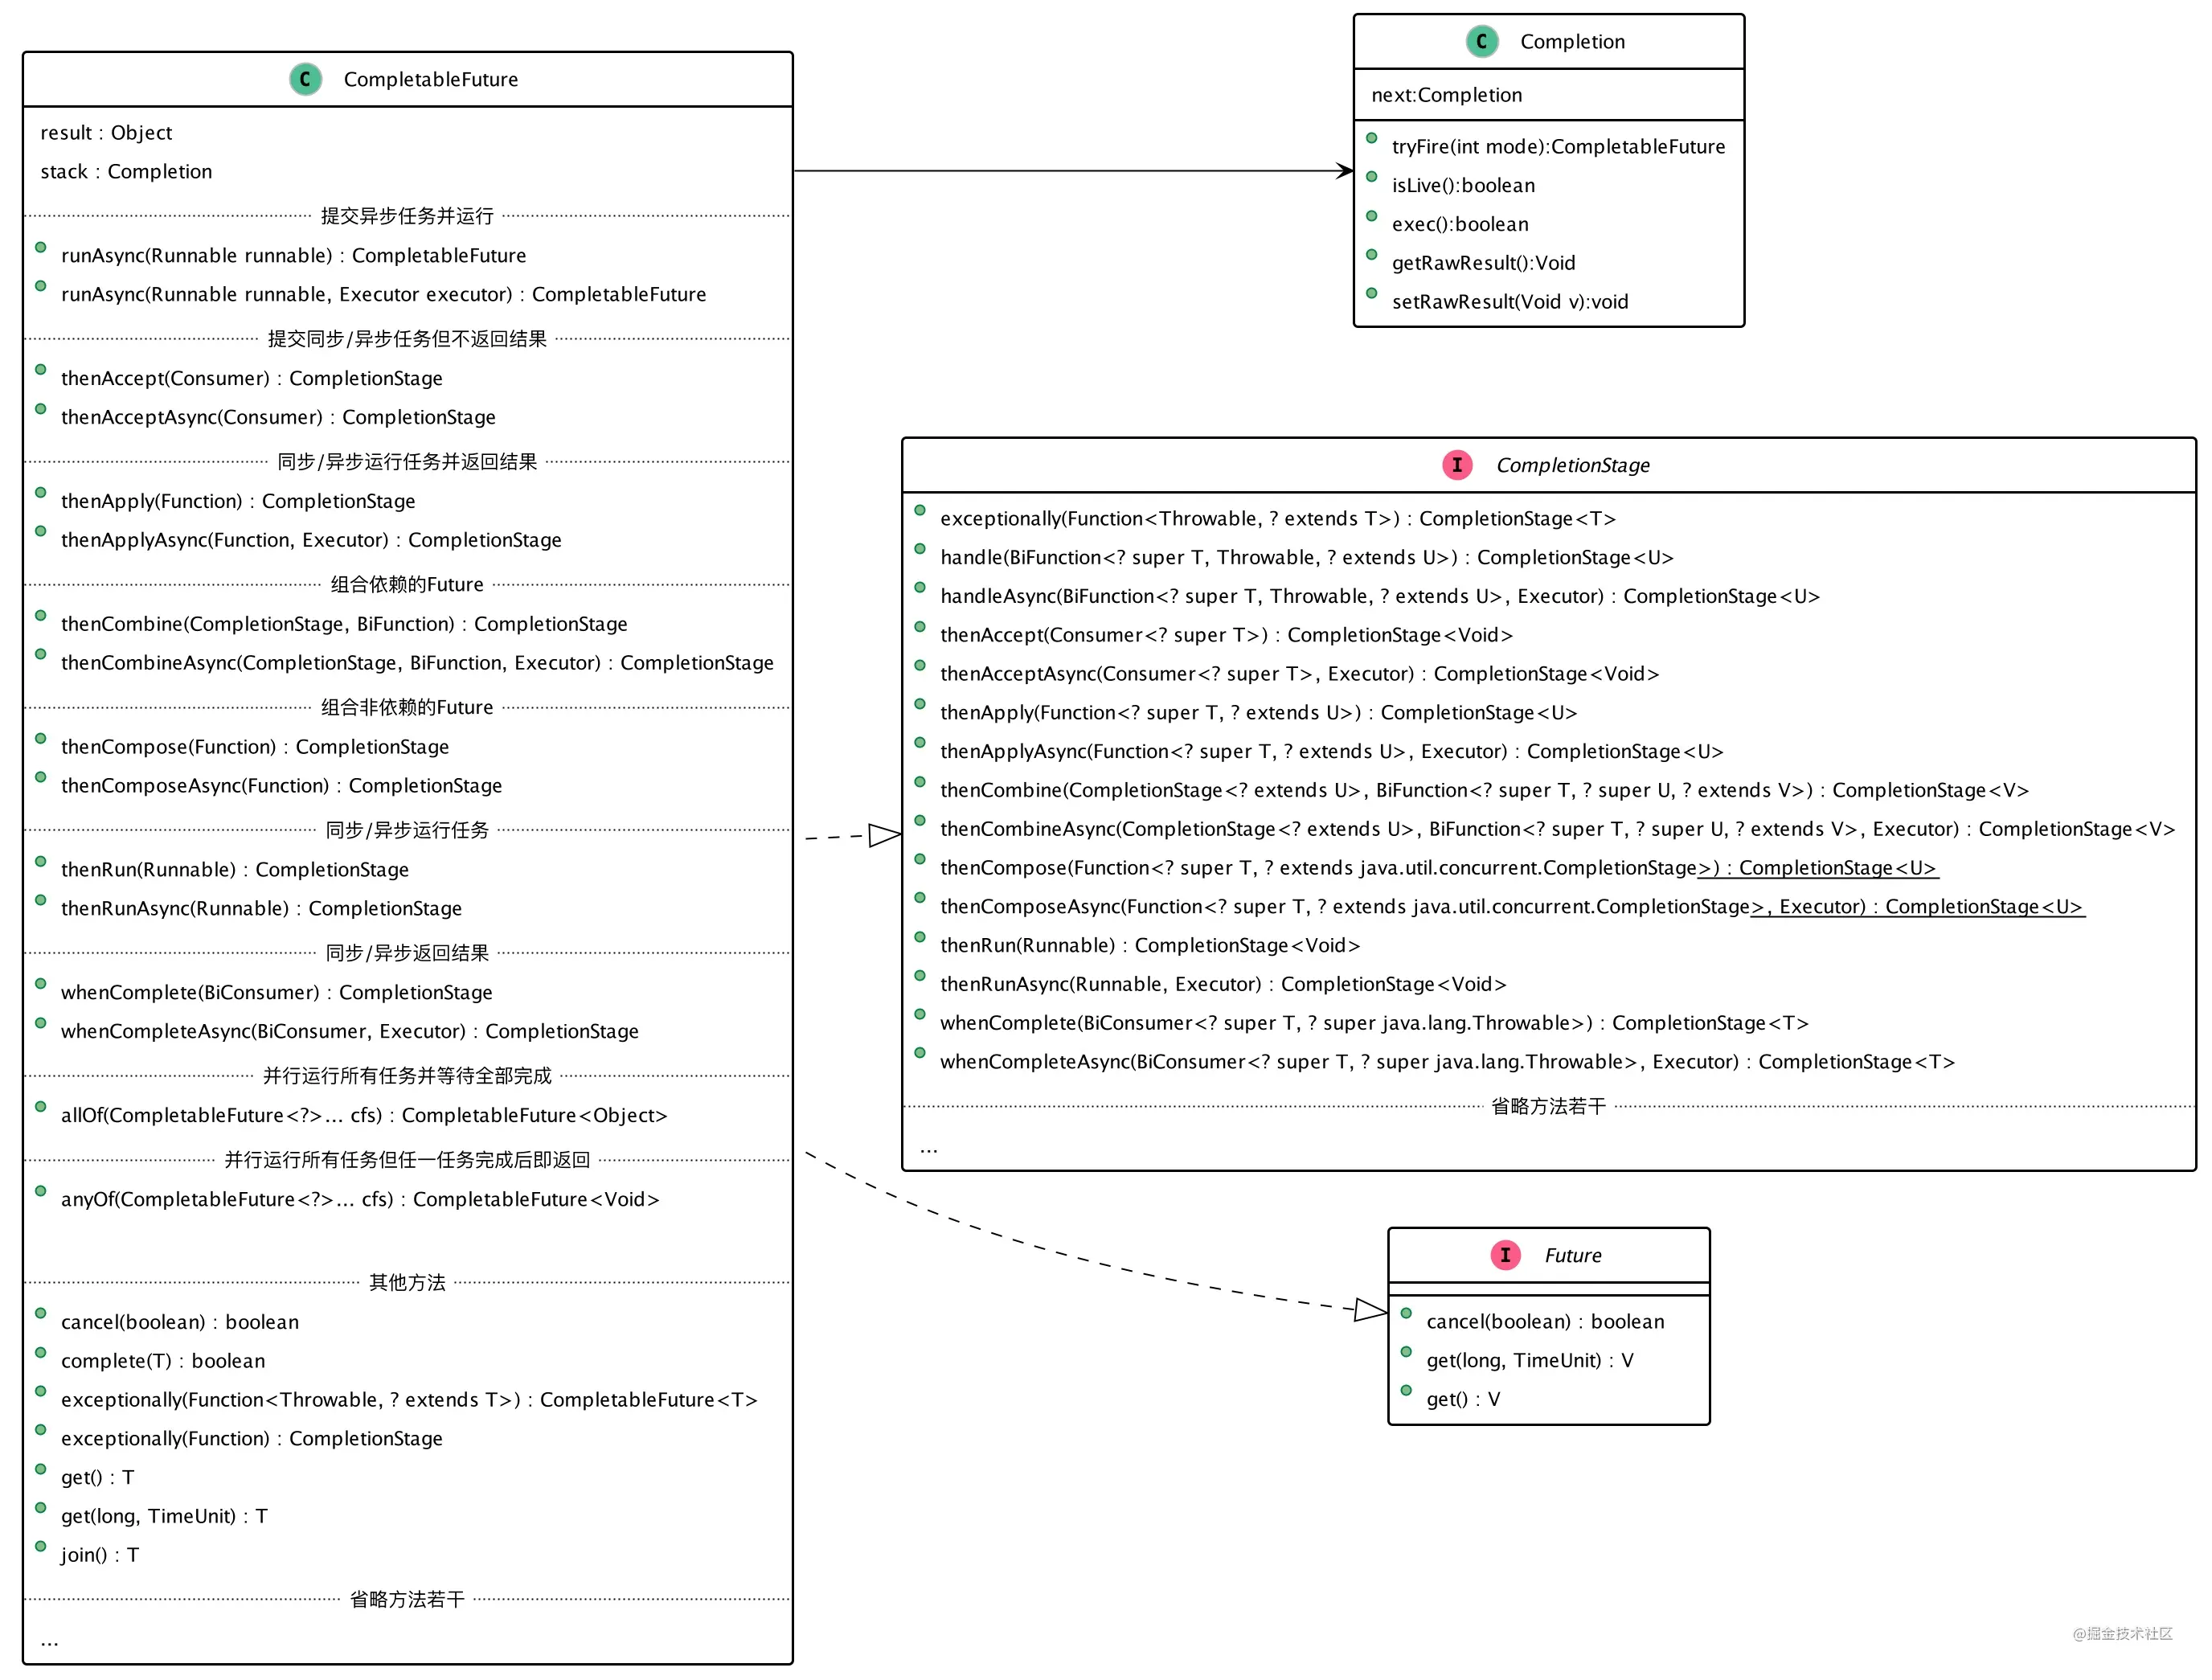 C CompletableFuture
result : Object
stack : Completion
提交异步任务并运行
runAsync(Runnable runnable) : CompletableFuture
runAsync(Runnable runnable, Executor executor) : CompletableFuture
提交同步/异步任务但不返回结果
thenAccept(Consumer) : CompletionStage
thenAcceptAsync(Consumer) : CompletionStage
同步/异步运行任务并返回结果
thenApply(Function) : CompletionStage
thenApplyAsync(Function, Executor) : CompletionStage
组合依赖的Future
thenCombine(CompletionStage, BiFunction) : CompletionStage
thenCombineAsync(CompletionStage, BiFunction, Executor) : CompletionStage
组合非依赖的Future
thenCompose(Function) : CompletionStage
thenComposeAsync(Function) : CompletionStage
同步/异步运行任务
thenRun(Runnable) : CompletionStage
thenRunAsync(Runnable) : CompletionStage
同步/异步返回结果
whenComplete(BiConsumer) : CompletionStage
whenCompleteAsync(BiConsumer, Executor) : CompletionStage
并行运行所有任务并等待全部完成
allOf(CompletableFuture<?>... cfs) : CompletableFuture<Object>
并行运行所有任务但任一任务完成后即返回
anyOf(CompletableFuture<?>... cfs) : CompletableFuture<Void>
其他方法
cancel(boolean) : boolean
complete(T) : boolean
exceptionally(Function<Throwable, ? extends T>) : CompletableFuture<T>
exceptionally(Function) : CompletionStage
get() : T
get(long, TimeUnit) : T
join() : T
省略方法若干
...
C Completion
next:Completion
tryFire(int mode):CompletableFuture
isLive():boolean
exec():boolean
getRawResult():Void
setRawResult(Void v):void
I CompletionStage
exceptionally(Function<Throwable, ? extends T>) : CompletionStage<T>
handle(BiFunction<? super T, Throwable, ? extends U>) : CompletionStage<U>
handleAsync(BiFunction<? super T, Throwable, ? extends U>, Executor) : CompletionStage<U>
thenAccept(Consumer<? super T>) : CompletionStage<Void>
thenAcceptAsync(Consumer<? super T>, Executor) : CompletionStage<Void>
thenApply(Function<? super T, ? extends U>) : CompletionStage<U>
thenApplyAsync(Function<? super T, ? extends U>, Executor) : CompletionStage<U>
thenCombine(CompletionStage<? extends U>, BiFunction<? super T, ? super U, ? extends V>) : CompletionStage<V>
thenCombineAsync(CompletionStage<? extends U>, BiFunction<? super T, ? super U, ? extends V>, Executor) : CompletionStage<V>
thenCompose(Function<? super T, ? extends java.util.concurrent.CompletionStage>) : CompletionStage<U>
thenComposeAsync(Function<? super T, ? extends java.util.concurrent.CompletionStage>, Executor) : CompletionStage<U>
thenRun(Runnable) : CompletionStage<Void>
thenRunAsync(Runnable, Executor) : CompletionStage<Void>
whenComplete(BiConsumer<? super T, ? super java.lang.Throwable>) : CompletionStage<T>
whenCompleteAsync(BiConsumer<? super T, ? super java.lang.Throwable>, Executor) : CompletionStage<T>
省略方法若干
...
I Future
cancel(boolean) : boolean
get(long, TimeUnit) : V
get() : V
@掘金技术社区